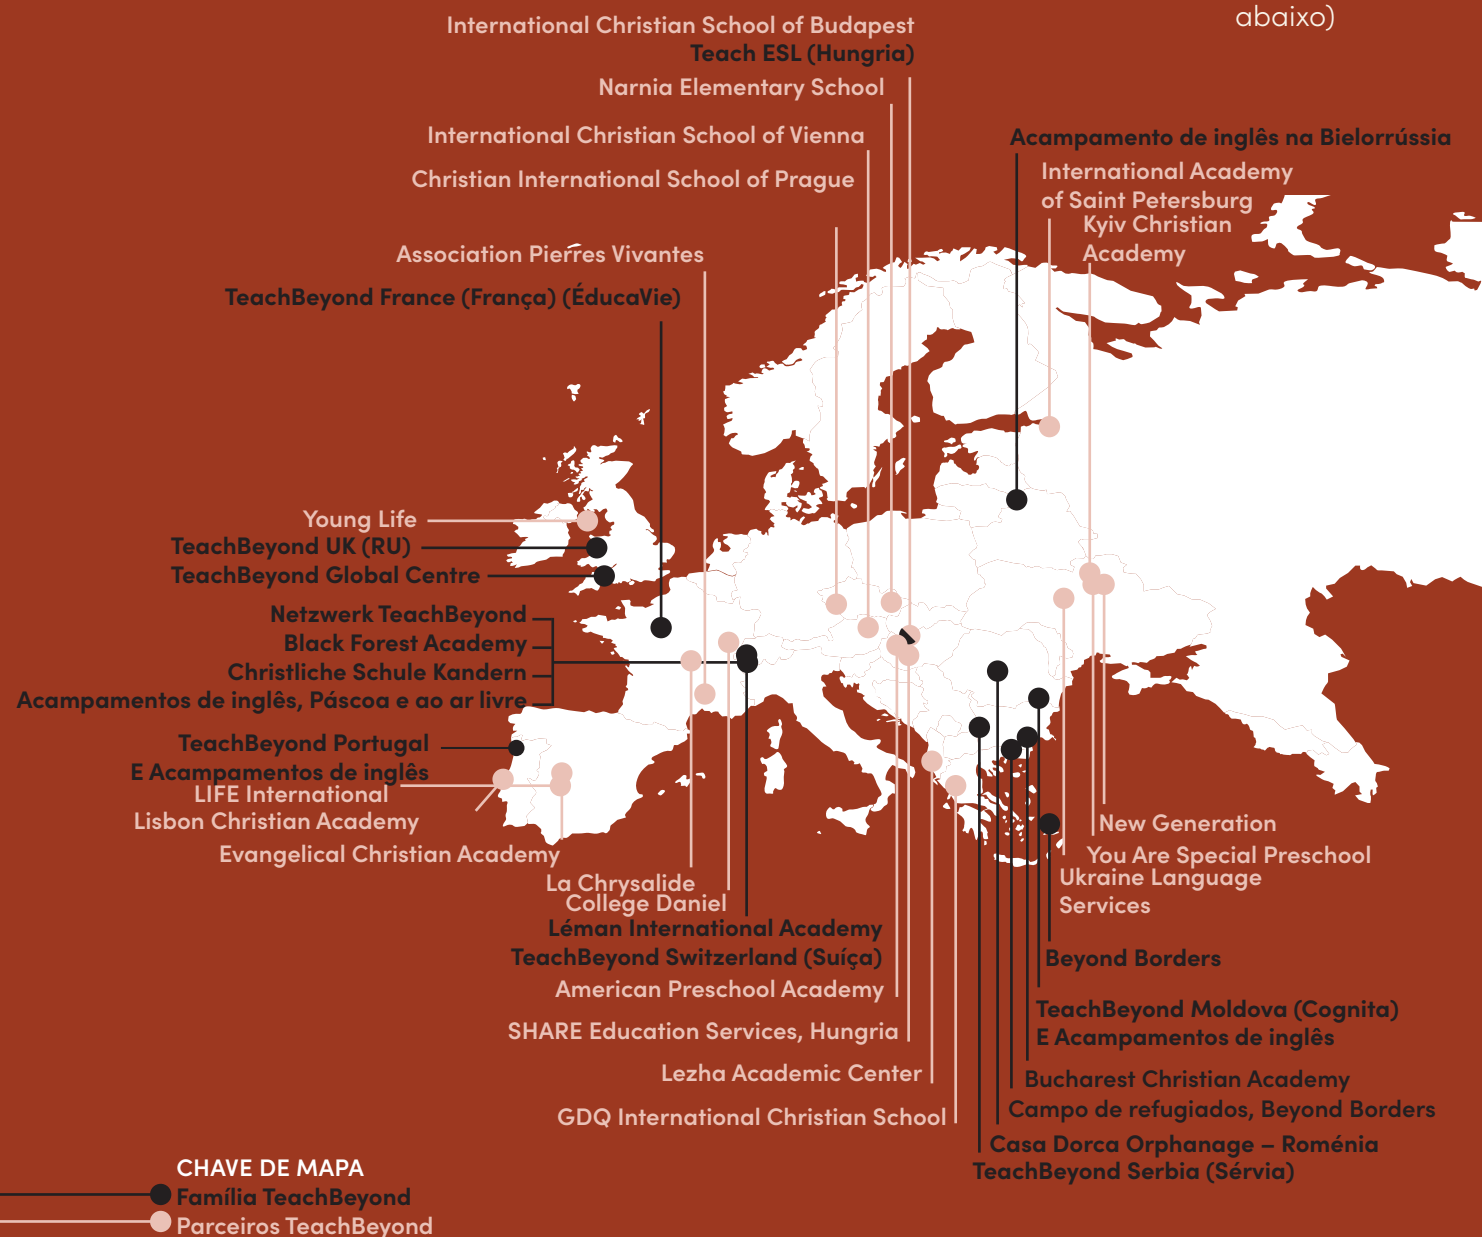 abaixo)
International Christian School of Budapest
Teach ESL (Hungria)
Narnia Elementary School
International Christian School of Vienna
Christian International School of Prague
Acampamento de inglês na Bielorrússia
International Academy
of Saint Petersburg
Kyiv Christian
Academy
Association Pierres Vivantes
TeachBeyond France (França) (ÉducaVie)
Young Life
TeachBeyond UK (RU)
TeachBeyond Global Centre
Netzwerk TeachBeyond
Black Forest Academy
Christliche Schule Kandern
Acampamentos de inglês, Páscoa e ao ar livre
TeachBeyond Portugal
E Acampamentos de inglês
LIFE International
Lisbon Christian Academy
Evangelical Christian Academy
La Chrysalide
College Daniel
Léman International Academy
TeachBeyond Switzerland (Suíça)
American Preschool Academy
SHARE Education Services, Hungria
Lezha Academic Center
GDQ International Christian School
New Generation
You Are Special Preschool
Ukraine Language
Services
Beyond Borders
TeachBeyond Moldova (Cognita)
E Acampamentos de inglês
Bucharest Christian Academy
Campo de refugiados, Beyond Borders
Casa Dorca Orphanage – Roménia
TeachBeyond Serbia (Sérvia)
CHAVE DE MAPA
Família TeachBeyond
Parceiros TeachBeyond